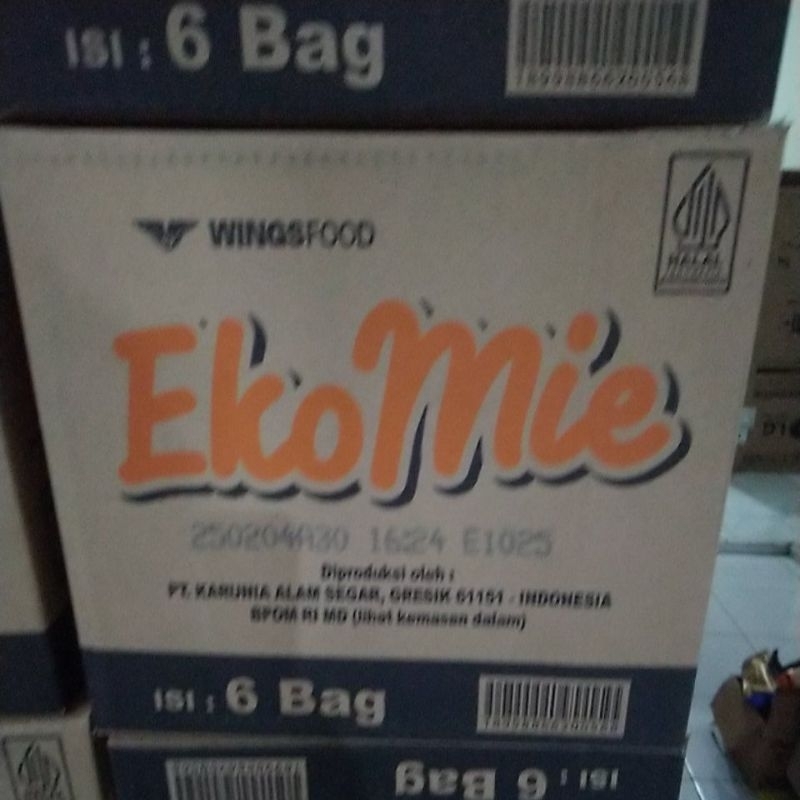 ISI : 6 Bag
WINGSFOOD
HALAL
EkoMie
250204A30 16:24 E1025
Diproduksi oleh :
PT. KARUNIA ALAM SEGAR, GRESIK 61151 - INDONESIA
BPOM RI MD (lihat kemasan dalam)
ISI : 6 Bag
ISI : 6 Bag